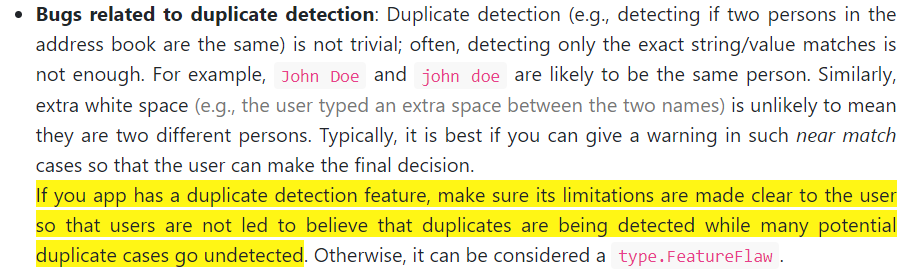 • Bugs related to duplicate detection: Duplicate detection (e.g., detecting if two persons in the
address book are the same) is not trivial; often, detecting only the exact string/value matches is
not enough. For example, John Doe and john doe are likely to be the same person. Similarly,
extra white space (e.g., the user typed an extra space between the two names) is unlikely to mean
they are two different persons. Typically, it is best if you can give a warning in such near match
cases so that the user can make the final decision.
If you app has a duplicate detection feature, make sure its limitations are made clear to the user
so that users are not led to believe that duplicates are being detected while many potential
duplicate cases go undetected. Otherwise, it can be considered a type.FeatureFlaw.